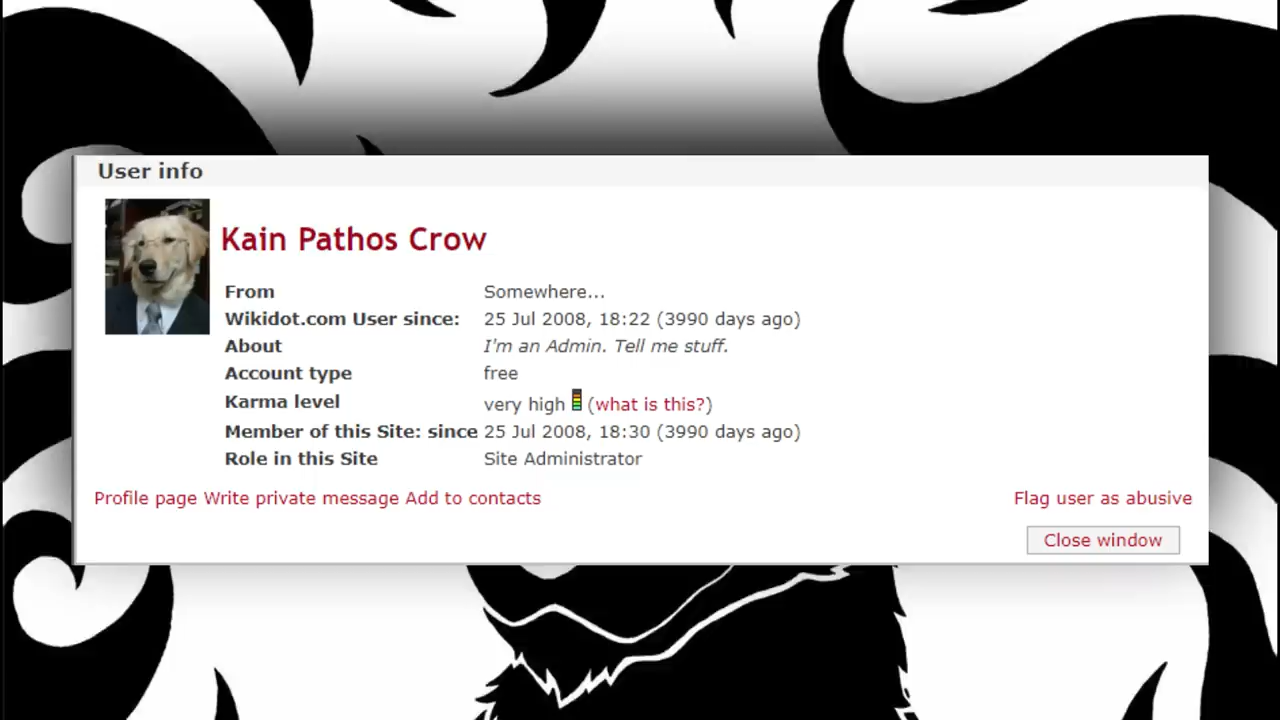 User info
Kain Pathos Crow
From Somewhere...
Wikidot.com User since: 25 Jul 2008, 18:22 (3990 days ago)
About I'm an Admin. Tell me stuff.
Account type free
Karma level very high (what is this?)
Member of this Site: since 25 Jul 2008, 18:30 (3990 days ago)
Role in this Site Site Administrator
Profile page Write private message Add to contacts Flag user as abusive
Close window